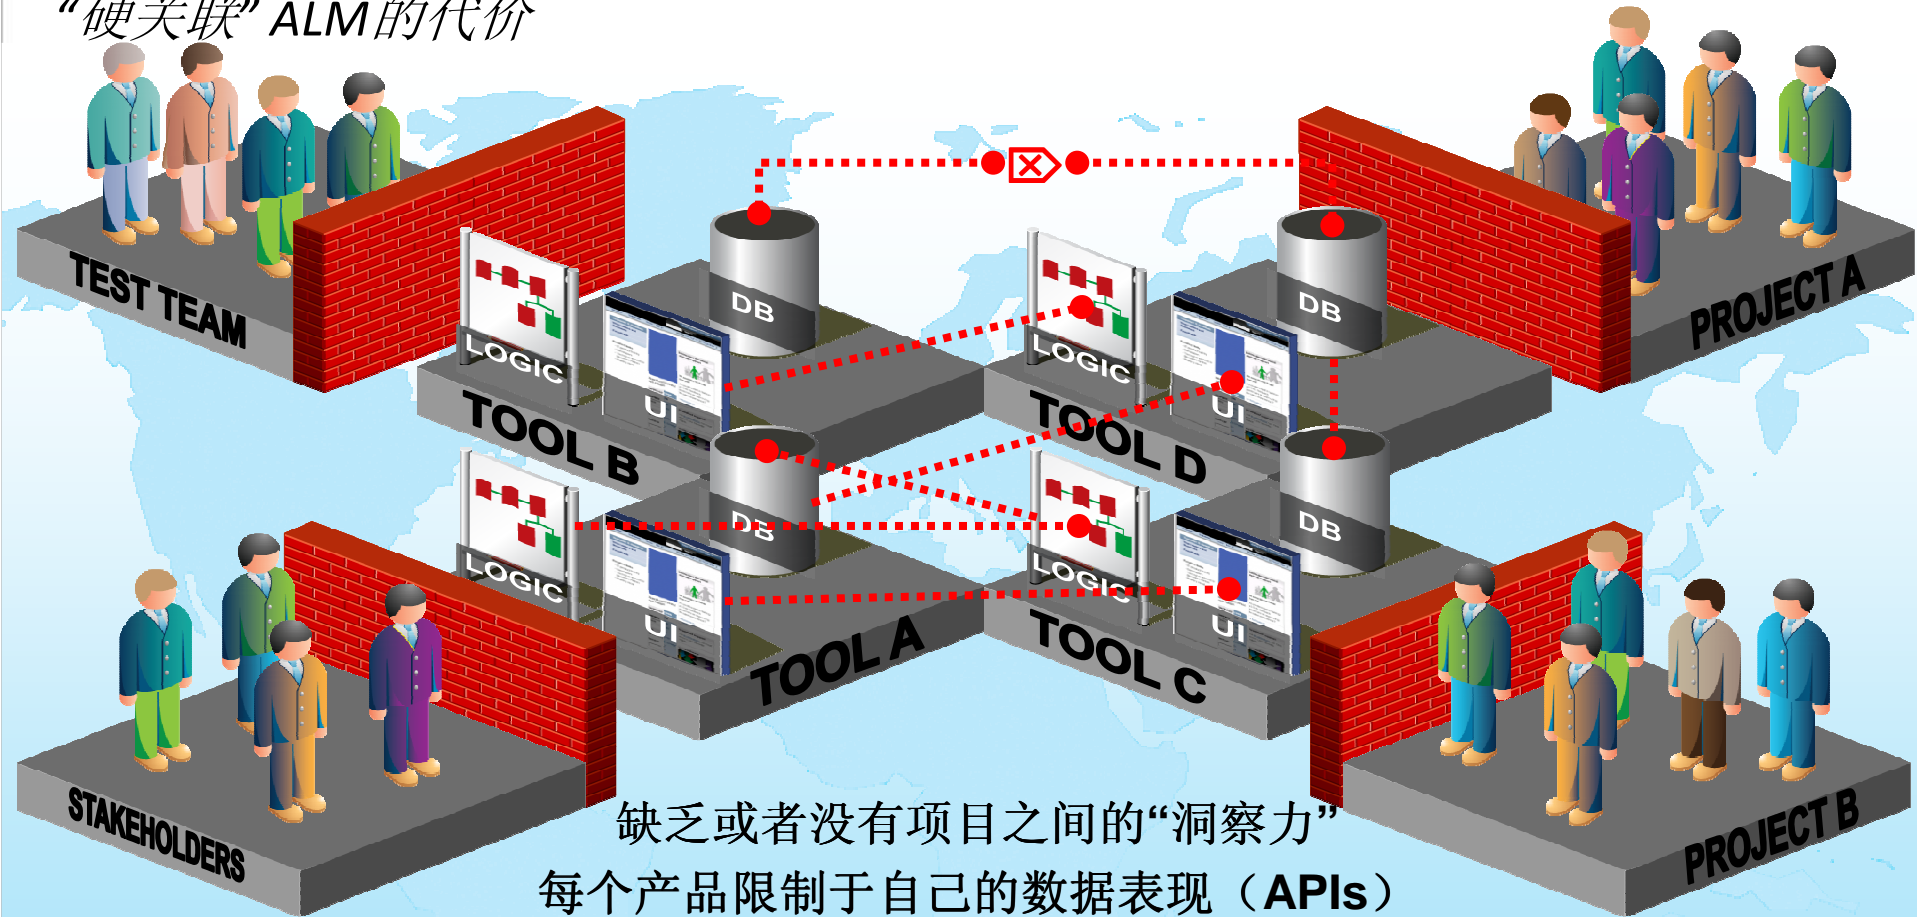 “硬关联”ALM的代价
TEST TEAM
PROJECT A
DB
DB
LOGIC
LOGIC
UI
UI
TOOL B
TOOL D
DB
DB
LOGIC
LOGIC
UI
UI
TOOL A
TOOL C
STAKEHOLDERS
PROJECT B
缺乏或者没有项目之间的“洞察力”
每个产品限制于自己的数据表现（APIs）